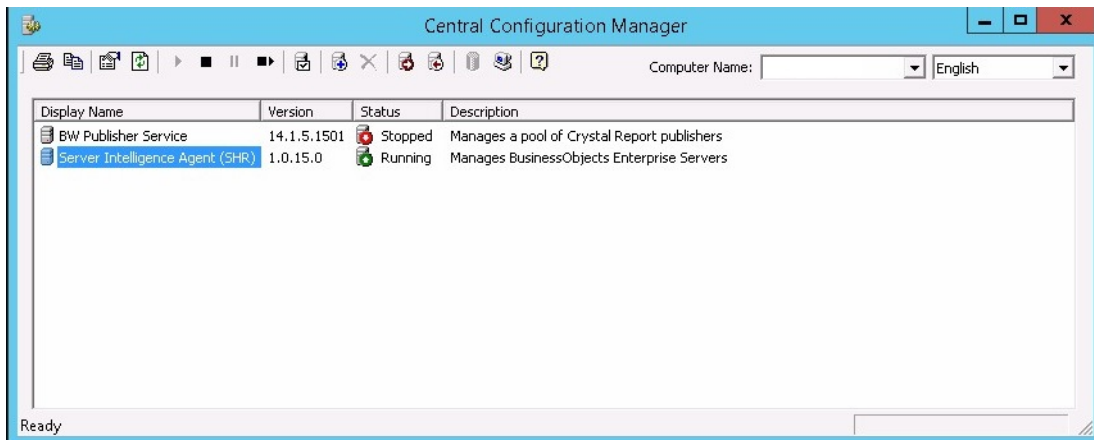 Central Configuration Manager
Computer Name: English
Display Name Version Status Description
BW Publisher Service 14.1.5.1501 Stopped Manages a pool of Crystal Report publishers
Server Intelligence Agent (SHR) 1.0.15.0 Running Manages BusinessObjects Enterprise Servers
Ready